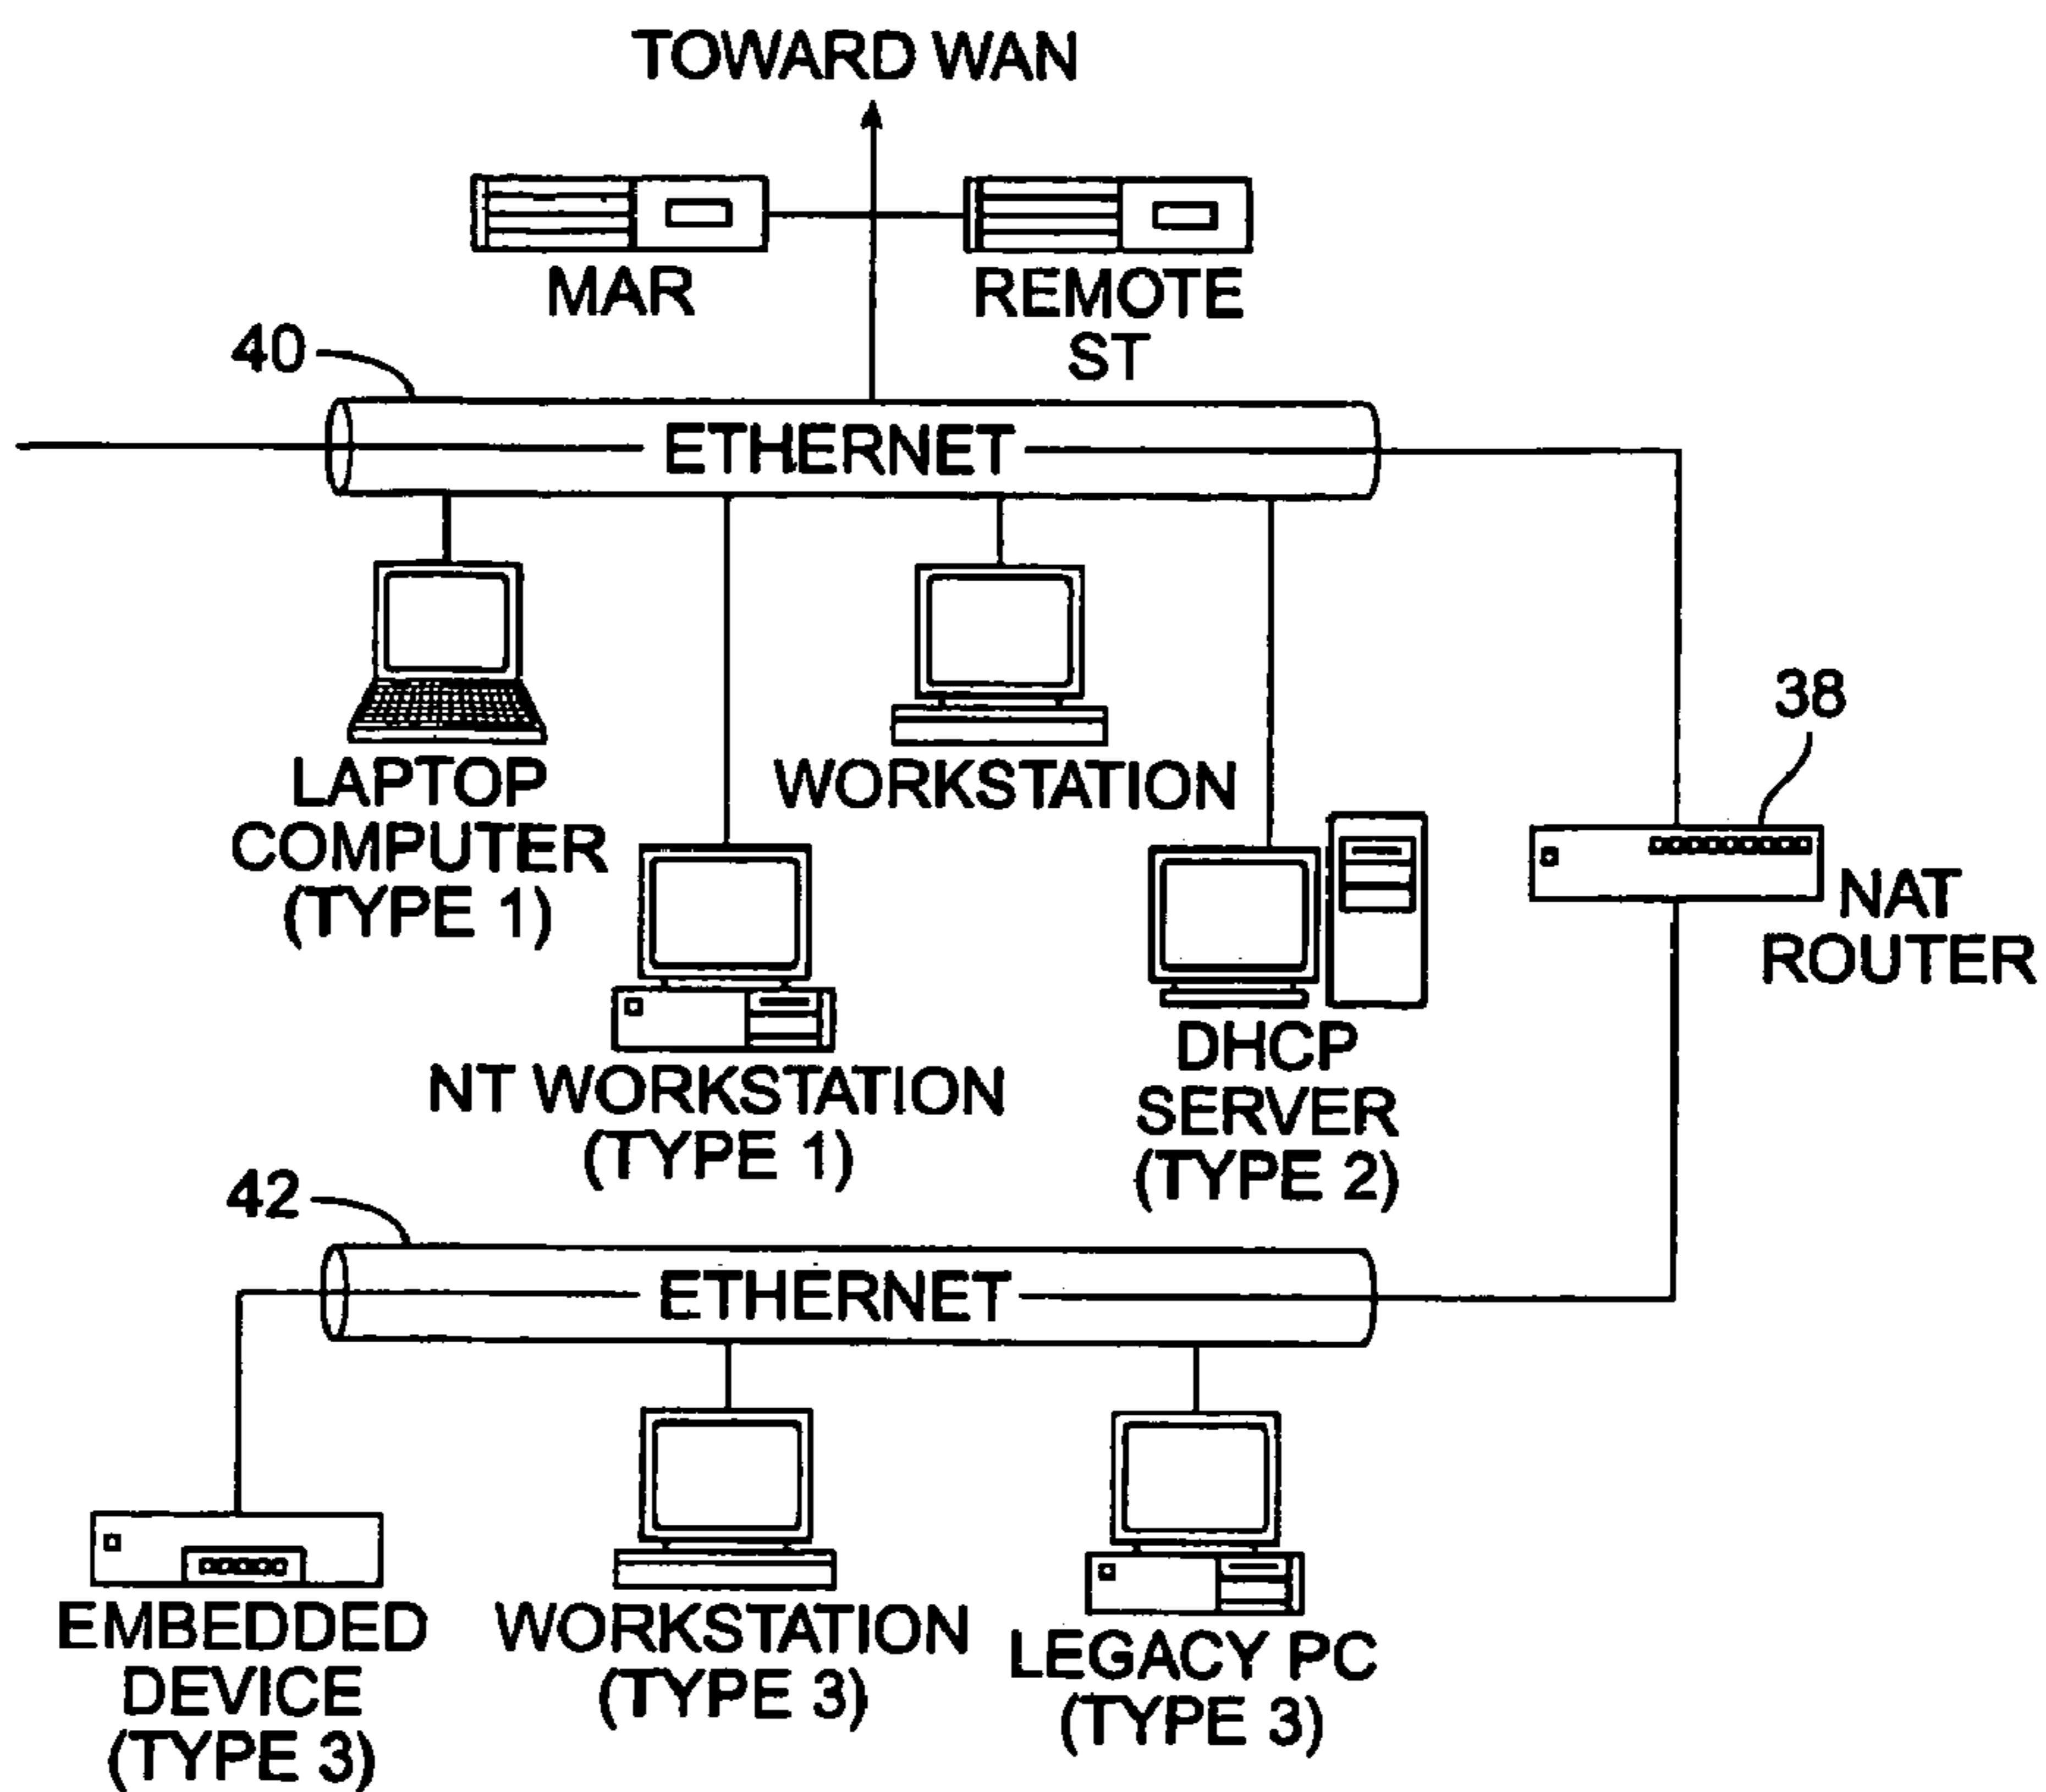 TOWARD WAN
MAR
REMOTE
ST
40
ETHERNET
LAPTOP
COMPUTER
(TYPE 1)
WORKSTATION
38
NAT
ROUTER
NT WORKSTATION
(TYPE 1)
DHCP
SERVER
(TYPE 2)
42
ETHERNET
EMBEDDED
DEVICE
(TYPE 3)
WORKSTATION
(TYPE 3)
LEGACY PC
(TYPE 3)